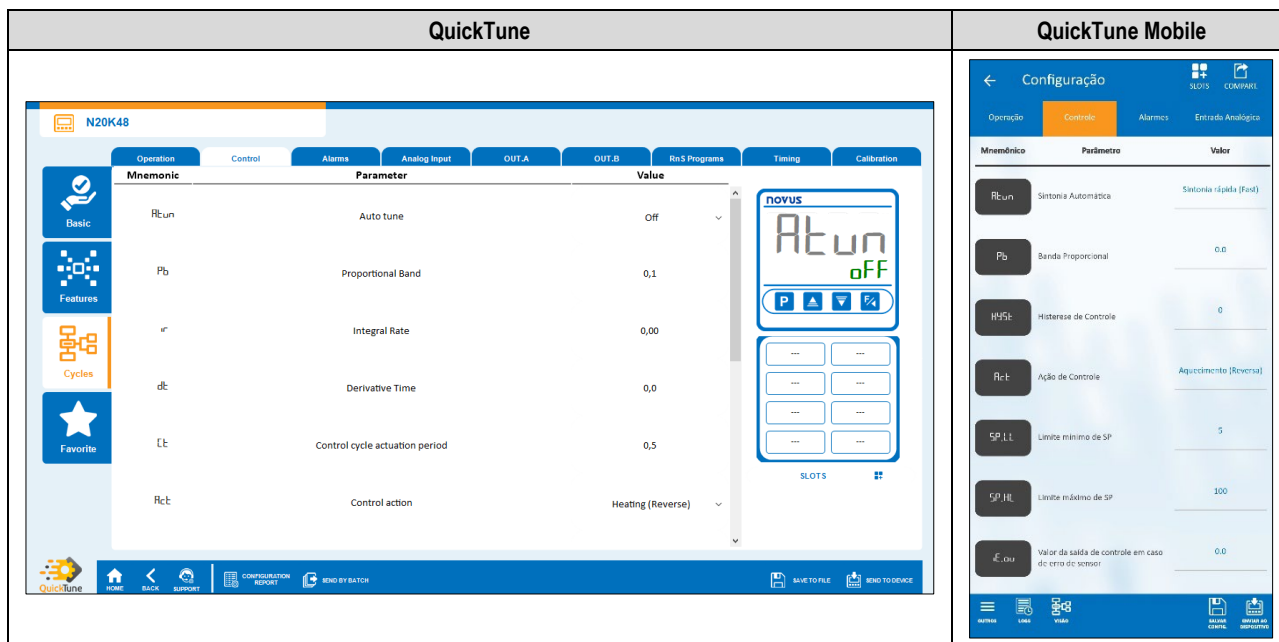 QuickTune
QuickTune Mobile
N20K48
Operation Control Alarms Analog Input OUT.A OUT.B RnS Programs Timing Calibration
Mnemonic Parameter Value
Basic
Features
Cycles
Favorite
Atun Auto tune Off
Pb Proportional Band 0,1
ir Integral Rate 0,00
dt Derivative Time 0,0
Ct Control cycle actuation period 0,5
Act Control action Heating (Reverse)
novus
Atun
oFF
P F
--- ---
--- ---
--- ---
--- ---
SLOTS
QuickTune
HOME BACK SUPPORT CONFIGURATION REPORT SEND BY BATCH SAVE TO FILE SEND TO DEVICE
Configuração
SLOTS COMPART.
Operação Controle Alarmes Entrada Analógica
Mnemônico Parâmetro Valor
Atun Sintonia Automática Sintonia rápida (Fast)
Pb Banda Proporcional 0.0
HYSt Histerese de Controle 0
Act Ação de Controle Aquecimento (Reversa)
SP.LL Limite mínimo de SP 5
SP.HL Limite máximo de SP 100
iE.ou Valor da saída de controle em caso 0.0
de erro de sensor
OUTROS LOGS VISÃO SALVAR CONFIG. ENVIAR AO DISPOSITIVO